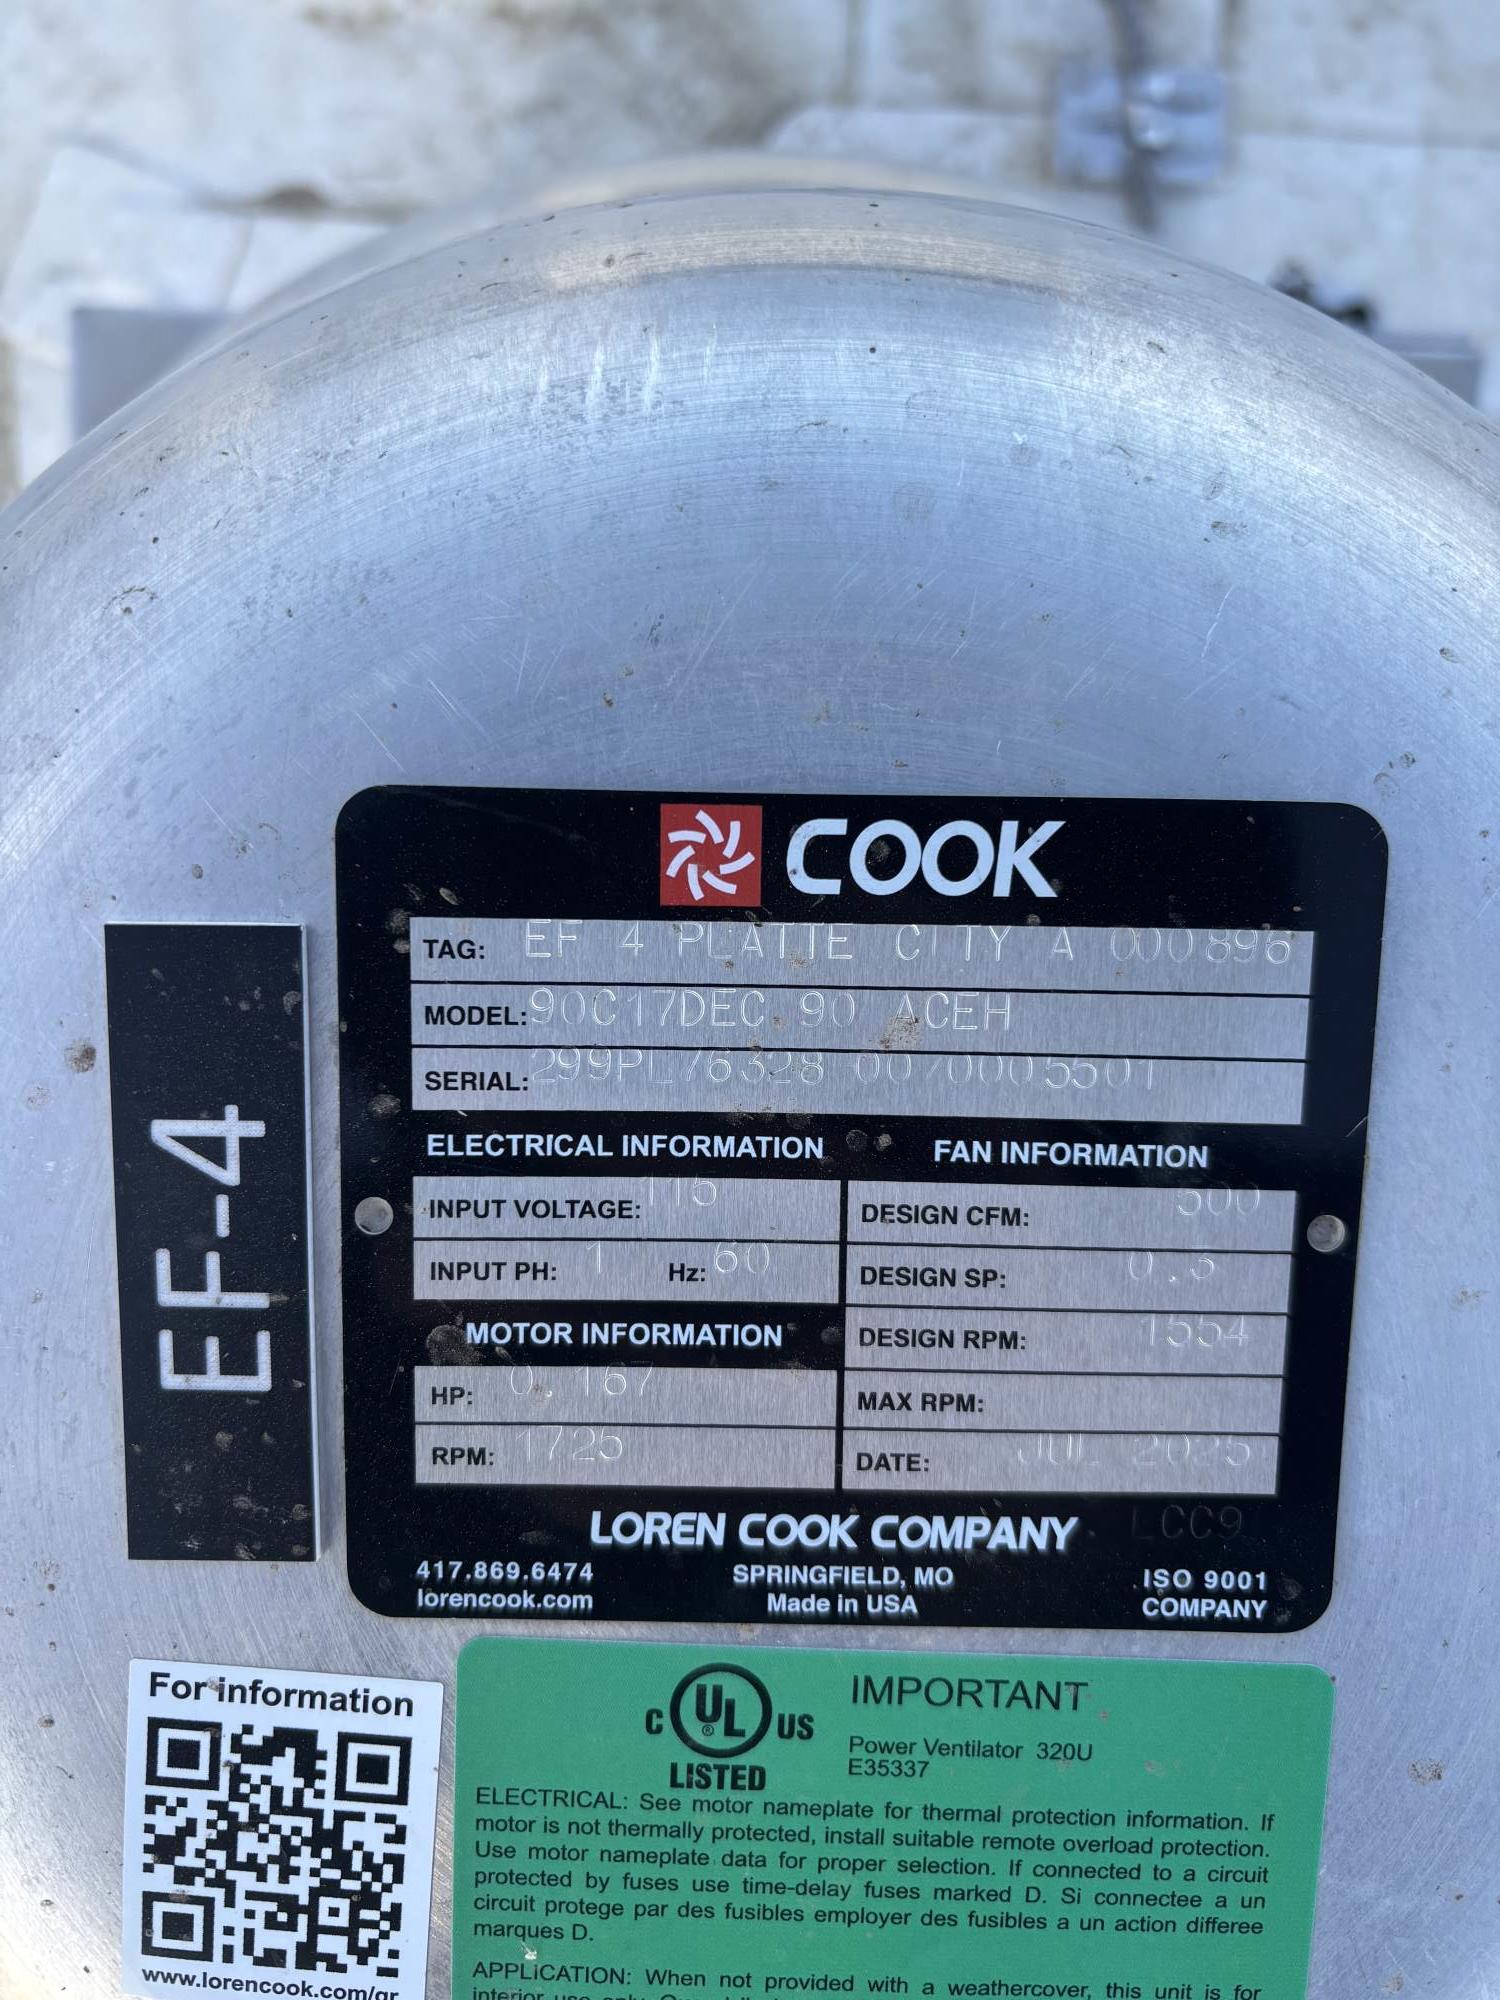 COOK
TAG: EF 4 PLATTE CITY A 000896
MODEL: 90C17DEC 90 ACEH
SERIAL: 299PL76328 00/0005501
ELECTRICAL INFORMATION
FAN INFORMATION
INPUT VOLTAGE: 115
DESIGN CFM: 500
INPUT PH: 1 Hz: 60
DESIGN SP:
MOTOR INFORMATION
DESIGN RPM: 1554
HP: 0.167
MAX RPM:
RPM: 1725
DATE: JUL
LCC9
LOREN COOK COMPANY
417.869.6474
lorencook.com
SPRINGFIELD, MO
Made in USA
ISO 9001
COMPANY
EF-4
For information
www.lorencook.com/qr
C UL® US
LISTED
IMPORTANT
Power Ventilator 320U
E35337
ELECTRICAL: See motor nameplate for thermal protection information. If
motor is not thermally protected, install suitable remote overload protection.
Use motor nameplate data for proper selection. If connected to a circuit
protected by fuses use time-delay fuses marked D. Si connectee a un
circuit protege par des fusibles employer des fusibles a un action differee
marques D.
APPLICATION: When not provided with a weathercover, this unit is for
interior use only.